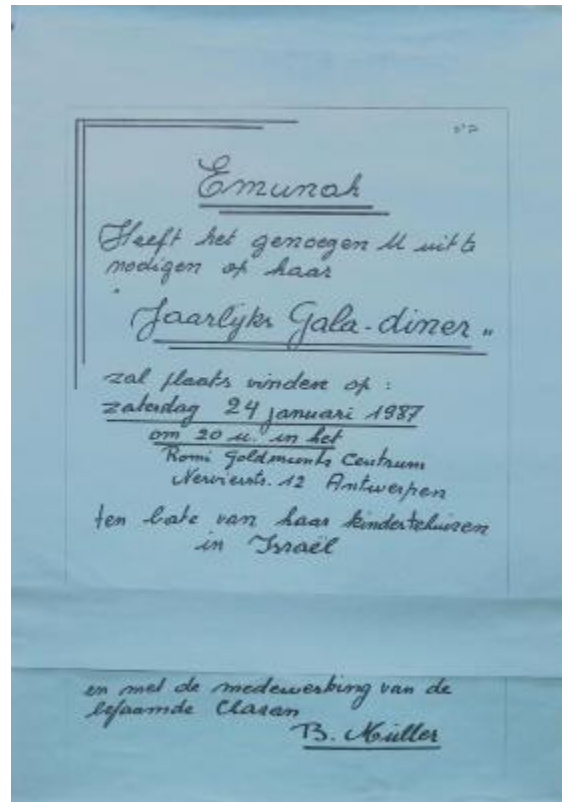 ב"ה
Emunah
Heeft het genoegen U uit te
nodigen op haar
"Jaarlijks Gala-diner"
zal plaats vinden op :
zaterdag 24 januari 1987
om 20 u. in het
Romi Goldmuntz Centrum
Nerviersstr. 12 Antwerpen
ten bate van haar kindertehuizen
in Israël
en met de medewerking van de
befaamde Chazan
B. Müller